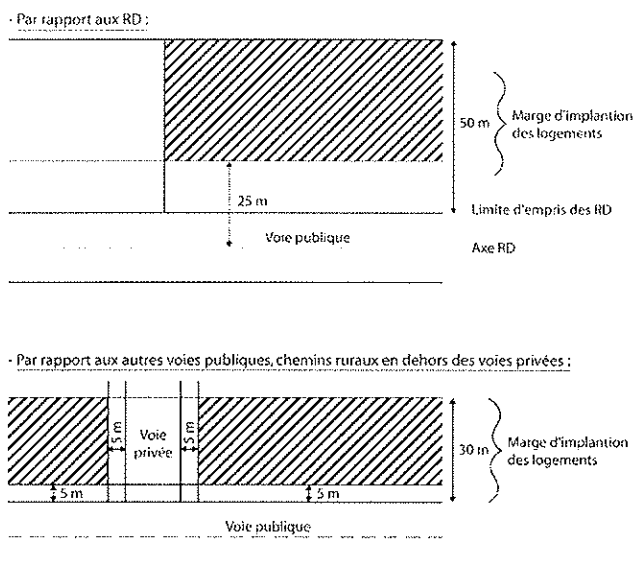 - Par rapport aux RD :
50 m
Marge d'implantion
des logements
25 m
Limite d'empris des RD
Voie publique
Axe RD
- Par rapport aux autres voies publiques, chemins ruraux en dehors des voies privées :
5 m
Voie
privée
5 m
30 m
Marge d'implantion
des logements
5 m
5 m
Voie publique